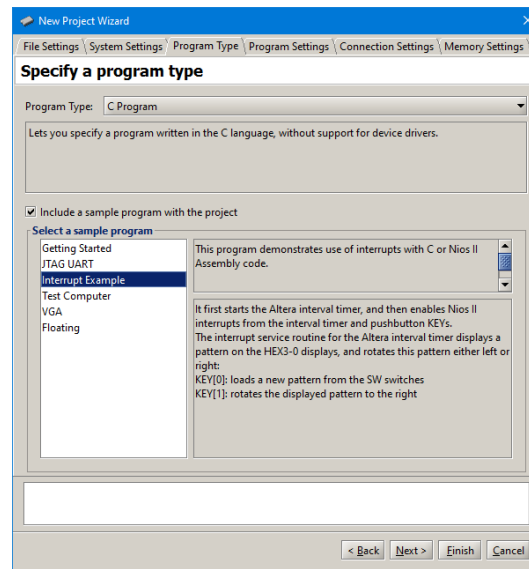 New Project Wizard
File Settings
System Settings
Program Type
Program Settings
Connection Settings
Memory Settings
Specify a program type
Program Type: C Program
Lets you specify a program written in the C language, without support for device drivers.
Include a sample program with the project
Select a sample program
Getting Started
JTAG UART
Interrupt Example
Test Computer
VGA
Floating
This program demonstrates use of interrupts with C or Nios II
Assembly code.
It first starts the Altera interval timer, and then enables Nios II
interrupts from the interval timer and pushbutton KEYs.
The interrupt service routine for the Altera interval timer displays a
pattern on the HEX3-0 displays, and rotates this pattern either left or
right:
KEY[0]: loads a new pattern from the SW switches
KEY[1]: rotates the displayed pattern to the right
< Back
Next >
Finish
Cancel